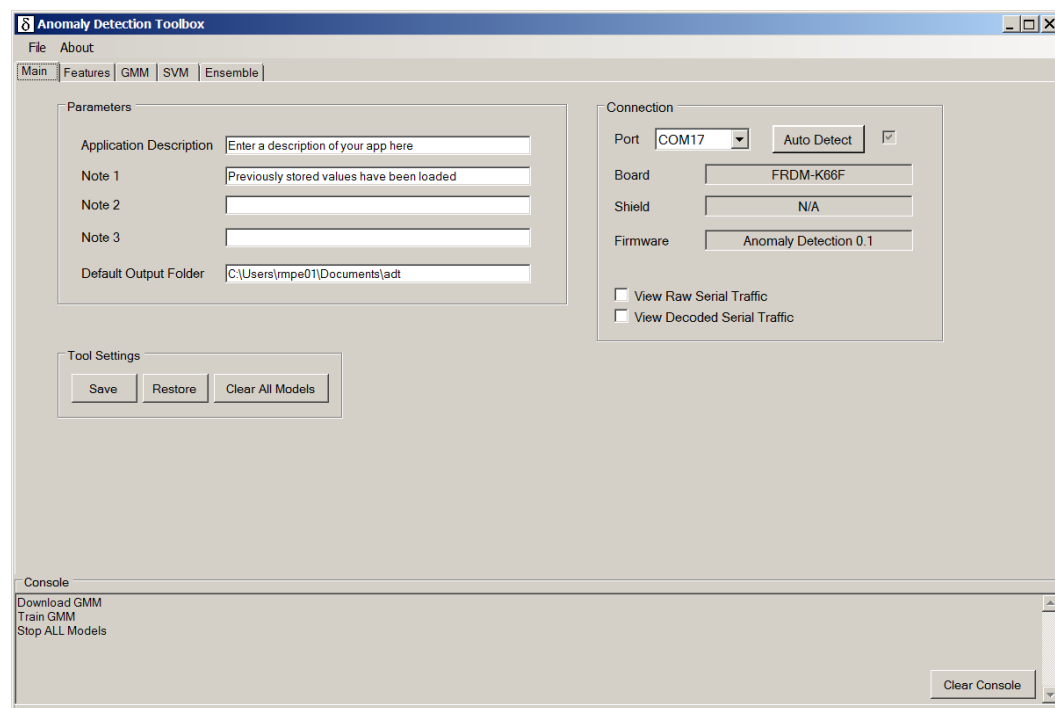 δ Anomaly Detection Toolbox
File About
Main Features GMM SVM Ensemble
Parameters
Application Description Enter a description of your app here
Note 1 Previously stored values have been loaded
Note 2
Note 3
Default Output Folder C:\Users\rmpe01\Documents\adt
Connection
Port COM17 Auto Detect
Board FRDM-K66F
Shield N/A
Firmware Anomaly Detection 0.1
View Raw Serial Traffic
View Decoded Serial Traffic
Tool Settings
Save Restore Clear All Models
Console
Download GMM
Train GMM
Stop ALL Models
Clear Console